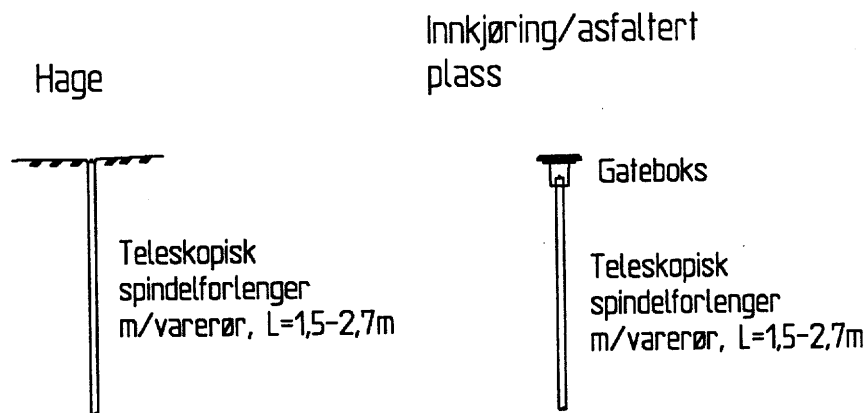 Hage
Teleskopisk
spindelforlenger
m/varerør, L=1,5-2,7m
Innkjøring/asfaltert
plass
Gateboks
Teleskopisk
spindelforlenger
m/varerør, L=1,5-2,7m